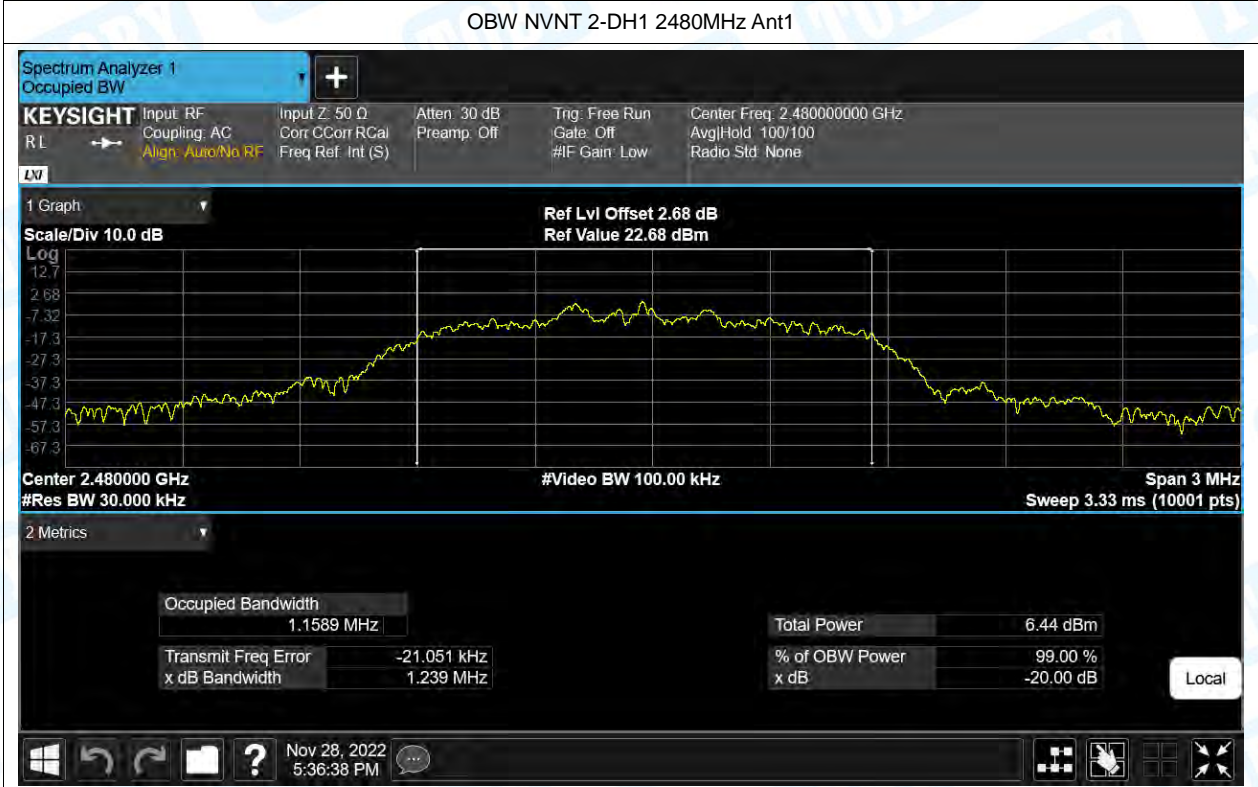 OBW NVNT 2-DH1 2480MHz Ant1
Spectrum Analyzer 1
Occupied BW
+
KEYSIGHT
R L
LXI
Input: RF
Coupling: AC
Align: Auto/No RF
Input Z: 50 Ω
Corr CCorr RCal
Freq Ref: Int (S)
Atten: 30 dB
Preamp: Off
Trig: Free Run
Gate: Off
#IF Gain: Low
Center Freq: 2.480000000 GHz
Avg|Hold: 100/100
Radio Std: None
1 Graph
Scale/Div 10.0 dB
Ref Lvl Offset 2.68 dB
Ref Value 22.68 dBm
Log
12.7
2.68
-7.32
-17.3
-27.3
-37.3
-47.3
-57.3
-67.3
Center 2.480000 GHz
#Res BW 30.000 kHz
#Video BW 100.00 kHz
Span 3 MHz
Sweep 3.33 ms (10001 pts)
2 Metrics
Occupied Bandwidth
1.1589 MHz
Transmit Freq Error -21.051 kHz
x dB Bandwidth 1.239 MHz
Total Power 6.44 dBm
% of OBW Power 99.00 %
x dB -20.00 dB
Local
?
Nov 28, 2022
5:36:38 PM